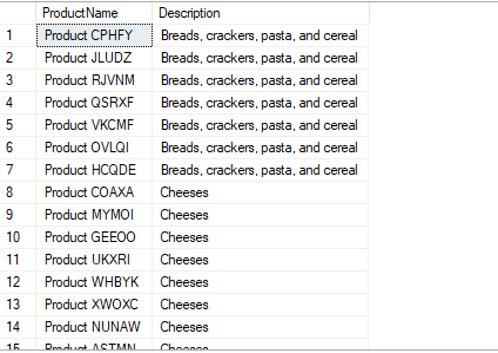 ProductName Description
1 Product CPHFY Breads, crackers, pasta, and cereal
2 Product JLUDZ Breads, crackers, pasta, and cereal
3 Product RJVNM Breads, crackers, pasta, and cereal
4 Product QSRXF Breads, crackers, pasta, and cereal
5 Product VKCMF Breads, crackers, pasta, and cereal
6 Product OVLQI Breads, crackers, pasta, and cereal
7 Product HCQDE Breads, crackers, pasta, and cereal
8 Product COAXA Cheeses
9 Product MYMOI Cheeses
10 Product GEEOO Cheeses
11 Product UKXRI Cheeses
12 Product WHBYK Cheeses
13 Product XWOXC Cheeses
14 Product NUNAW Cheeses
15 Product ASTMN Cheeses